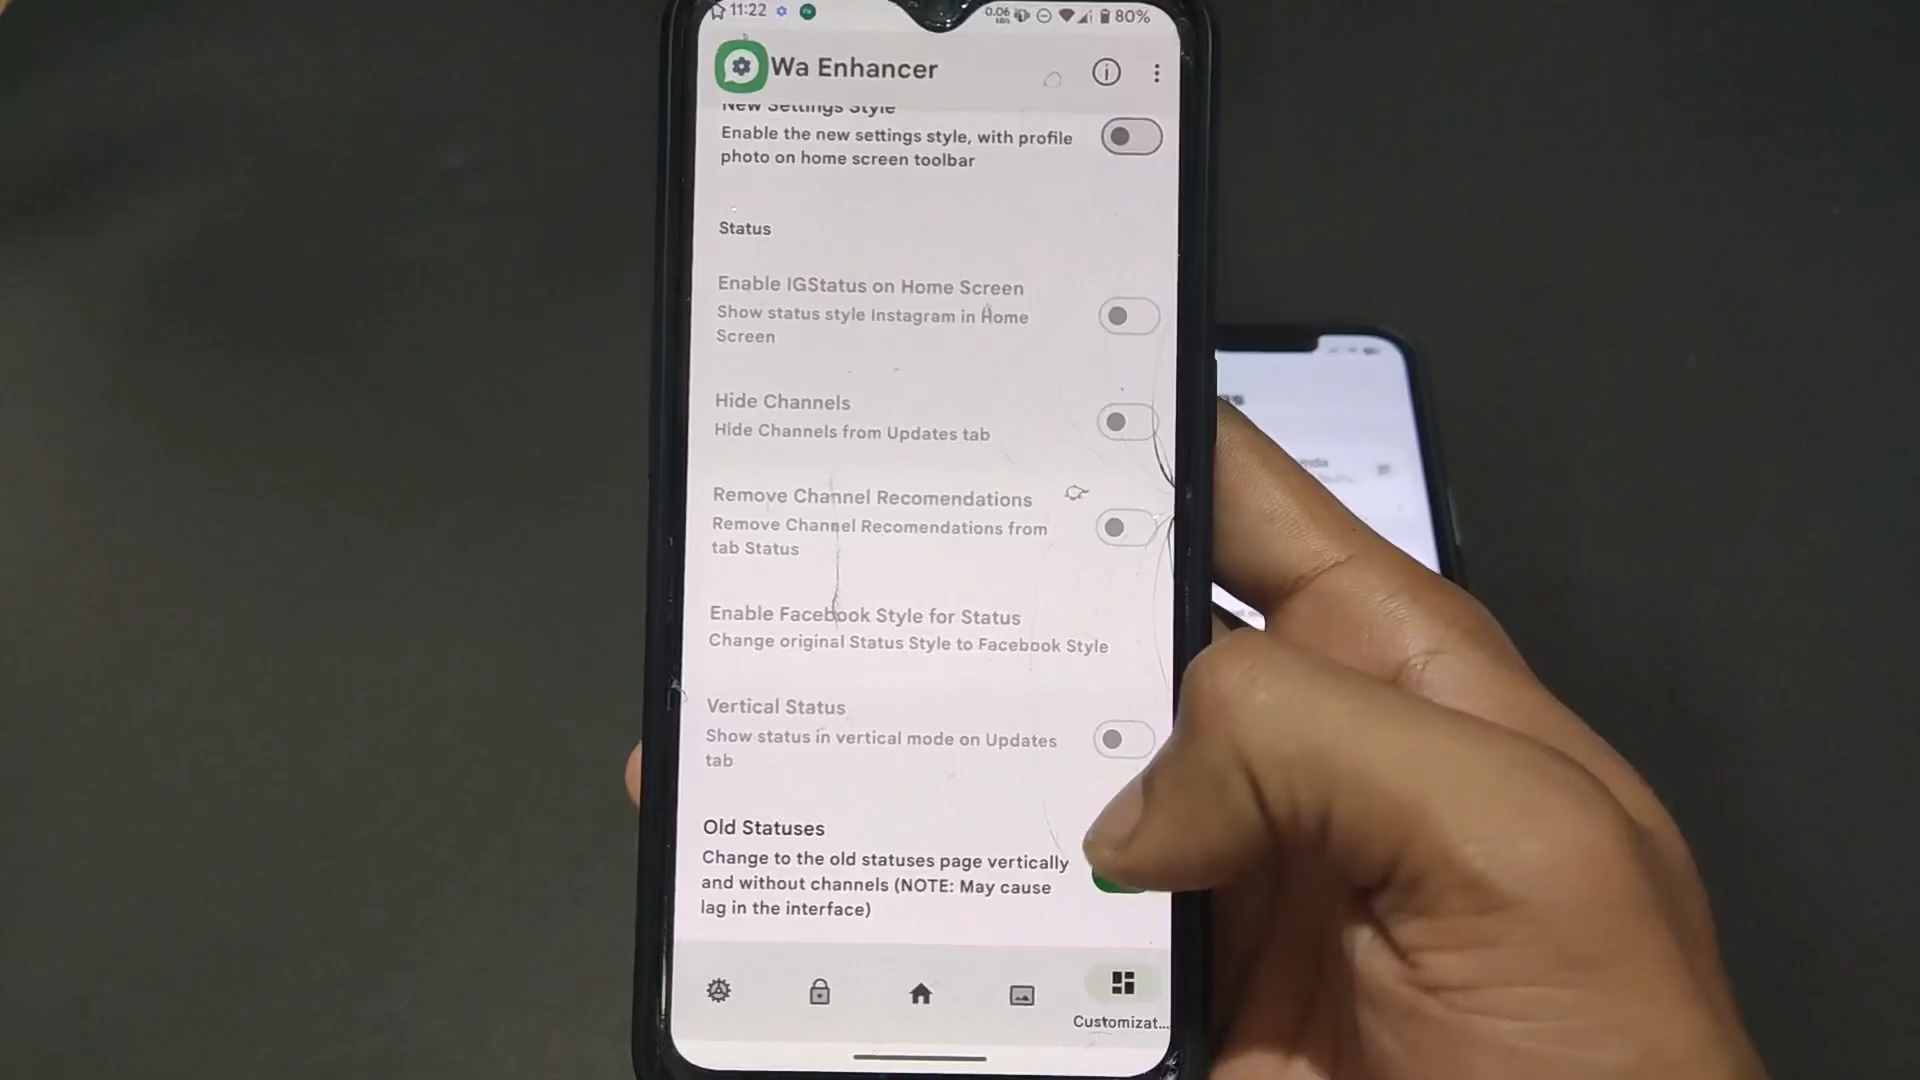 11:22
0.06
80%
Wa Enhancer
New Settings Style
Enable the new settings style, with profile
photo on home screen toolbar
Status
Enable IGStatus on Home Screen
Show status style Instagram in Home
Screen
Hide Channels
Hide Channels from Updates tab
Remove Channel Recomendations
Remove Channel Recomendations from
tab Status
Enable Facebook Style for Status
Change original Status Style to Facebook Style
Vertical Status
Show status in vertical mode on Updates
tab
Old Statuses
Change to the old statuses page vertically
and without channels (NOTE: May cause
lag in the interface)
Customizat...